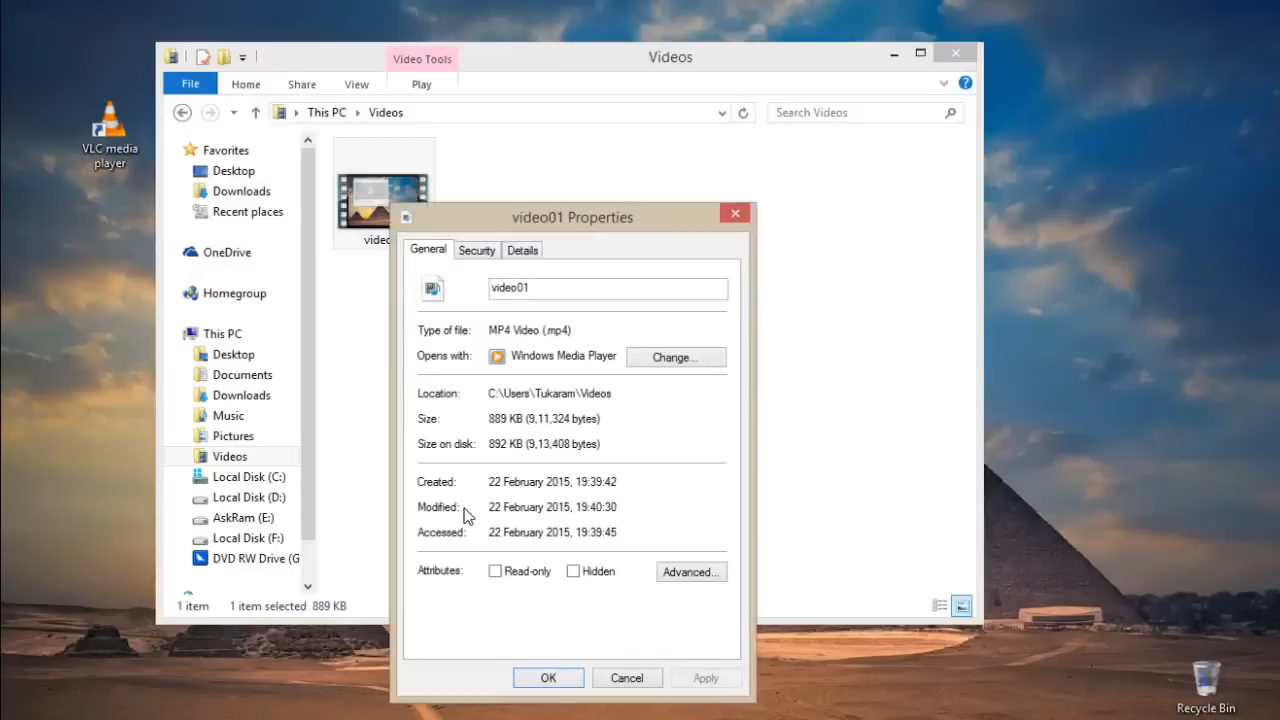 VLC media
player
Video Tools
Videos
File
Home
Share
View
Play
This PC
Videos
Search Videos
Favorites
Desktop
Downloads
Recent places
OneDrive
Homegroup
This PC
Desktop
Documents
Downloads
Music
Pictures
Videos
Local Disk (C:)
Local Disk (D:)
AskRam (E:)
Local Disk (F:)
DVD RW Drive (G
1 item 1 item selected 889 KB
video01 Properties
General Security Details
video01
Type of file: MP4 Video (.mp4)
Opens with: Windows Media Player Change...
Location: C:\Users\Tukaram\Videos
Size: 889 KB (9,11,324 bytes)
Size on disk: 892 KB (9,13,408 bytes)
Created: 22 February 2015, 19:39:42
Modified: 22 February 2015, 19:40:30
Accessed: 22 February 2015, 19:39:45
Attributes: Read-only Hidden Advanced...
OK Cancel Apply
Recycle Bin